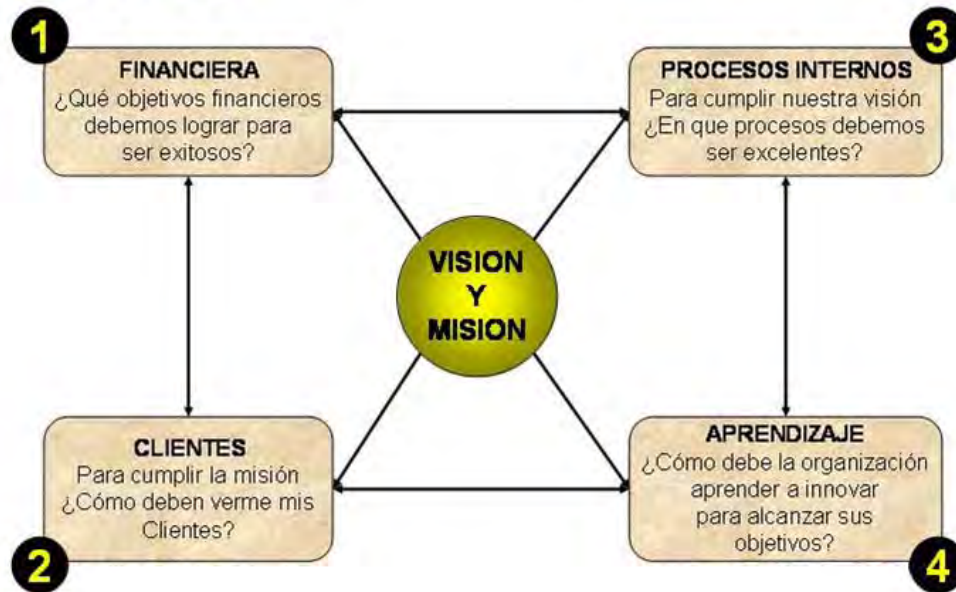 1
FINANCIERA
¿Qué objetivos financieros
debemos lograr para
ser exitosos?
2
CLIENTES
Para cumplir la misión
¿Cómo deben verme mis
Clientes?
3
PROCESOS INTERNOS
Para cumplir nuestra visión
¿En que procesos debemos
ser excelentes?
4
APRENDIZAJE
¿Cómo debe la organización
aprender a innovar
para alcanzar sus
objetivos?
VISION
Y
MISION